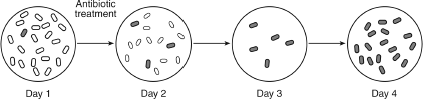 Antibiotic
treatment
Day 1
Day 2
Day 3
Day 4